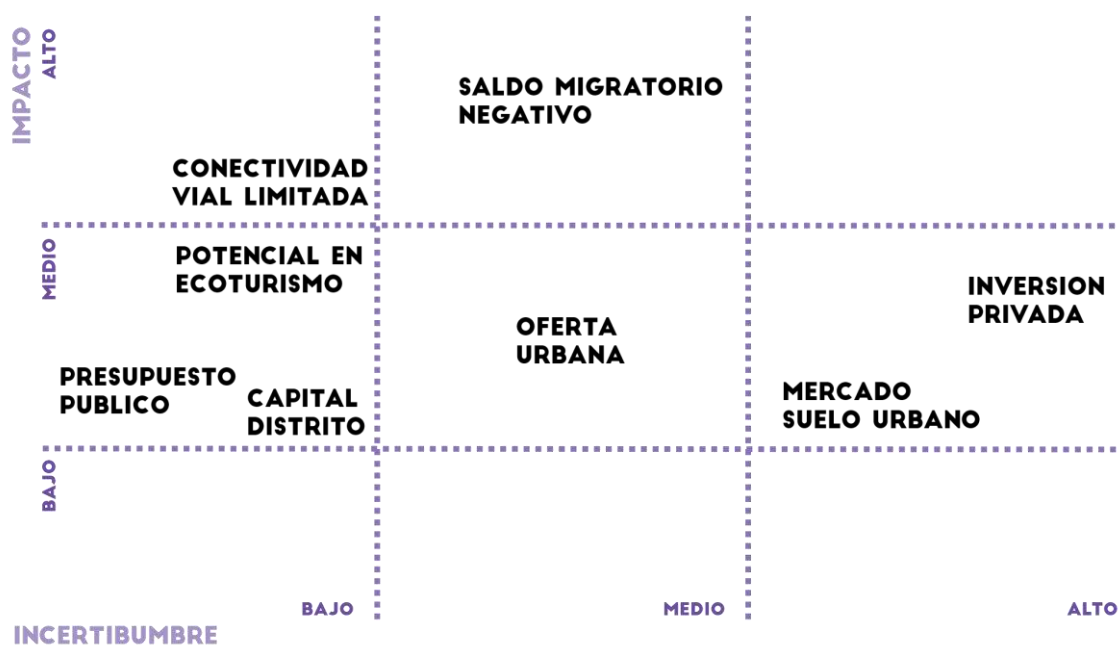 IMPACTO
ALTO
SALDO MIGRATORIO
NEGATIVO
CONECTIVIDAD
VIAL LIMITADA
MEDIO
POTENCIAL EN
ECOTURISMO
INVERSION
PRIVADA
OFERTA
URBANA
PRESUPUESTO
PUBLICO
CAPITAL
DISTRITO
MERCADO
SUELO URBANO
BAJO
BAJO
MEDIO
ALTO
INCERTIBUMBRE